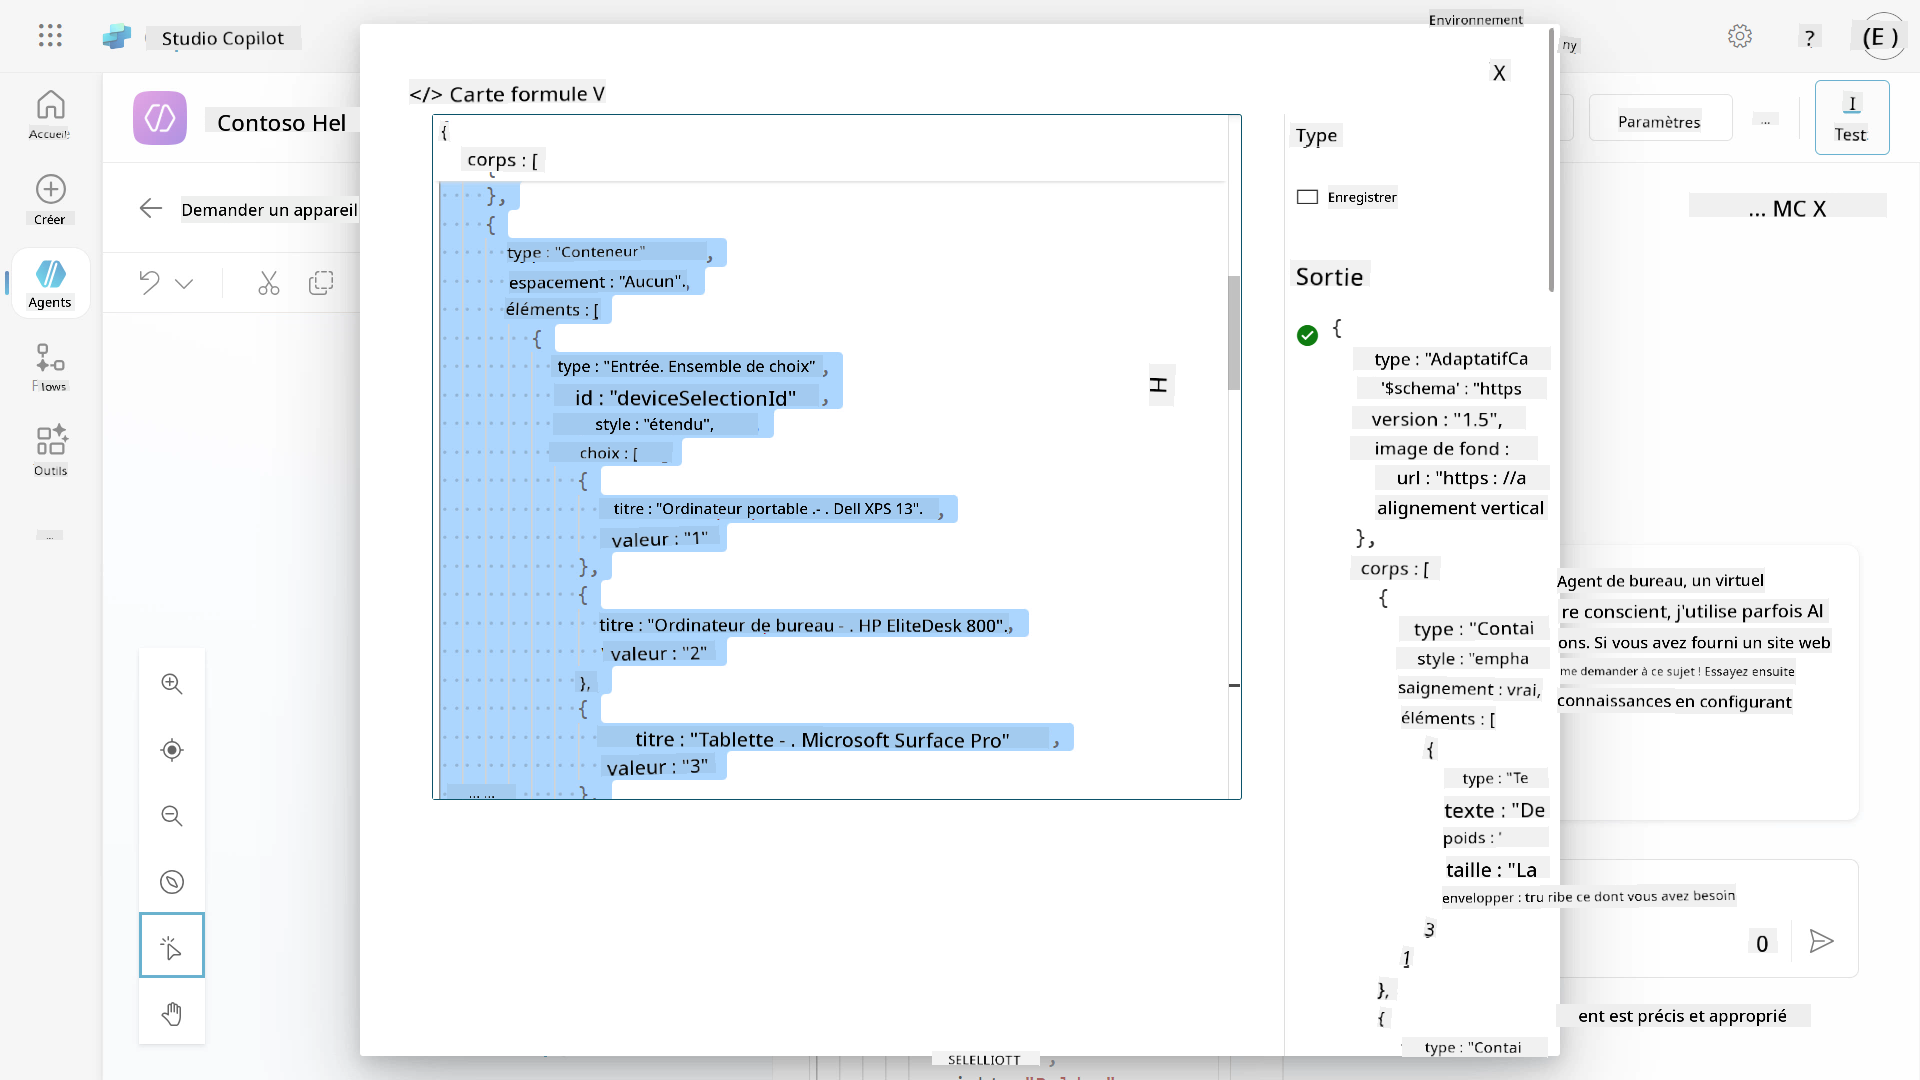 Environnement
Studio Copilot
ny
?
(E )
</> Carte formule V
X
Contoso Hel
Paramètres
...
I
Test
Accueil:
Créer
Agents
Flows
Outils
...
Demander un appareil
{
corps : [
},
{
type : "Conteneur" ,
espacement : "Aucun".,
éléments : [
{
type : "Entrée. Ensemble de choix" ,
id : "deviceSelectionId" ,
style : "étendu",
choix : [
{
titre : "Ordinateur portable .- . Dell XPS 13". ,
valeur : "1"
},
{
titre : "Ordinateur de bureau - . HP EliteDesk 800".,
valeur : "2"
},
{
titre : "Tablette - . Microsoft Surface Pro" ,
valeur : "3"
},
H
Type
Enregistrer
Sortie
{
type : "AdaptatifCa
'$schema' : "https
version : "1.5",
image de fond :
url : "https : //a
alignement vertical
},
corps : [
{
type : "Contai
style : "empha
saignement : vrai,
éléments : [
{
type : "Te
texte : "De
poids : '
taille : "La
envelopper : tru
3
1
},
{
type : "Contai
... MC X
Agent de bureau, un virtuel
re conscient, j'utilise parfois AI
ons. Si vous avez fourni un site web
me demander à ce sujet ! Essayez ensuite
connaissances en configurant
ribe ce dont vous avez besoin
0
ent est précis et approprié
SELELLIOTT